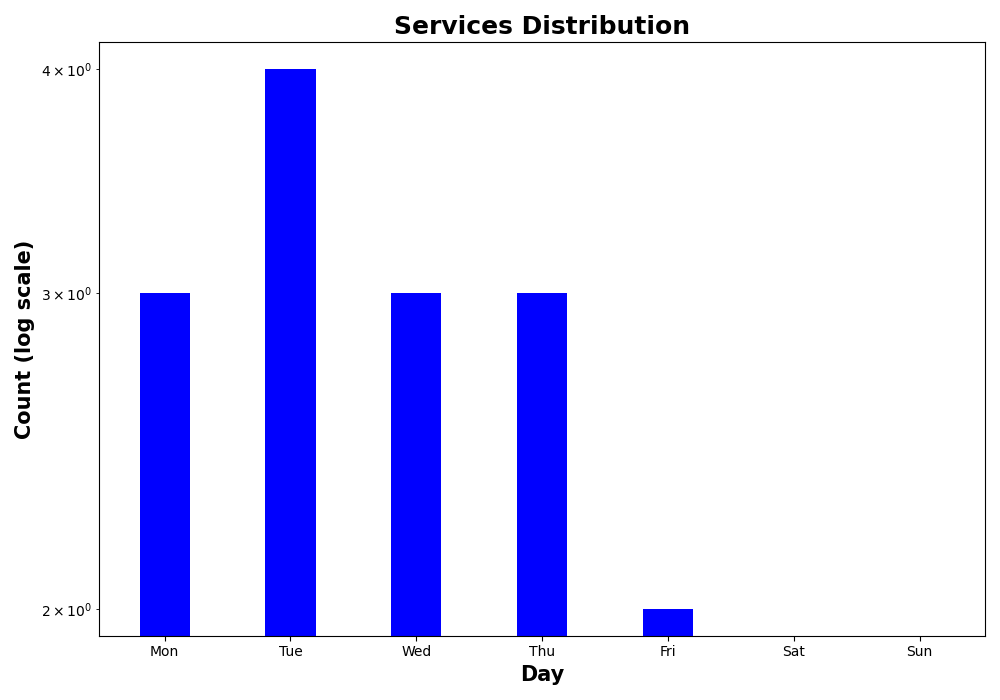 Services Distribution
Count (log scale)
4 × 10⁰
3 × 10⁰
2 × 10⁰
Mon Tue Wed Thu Fri Sat Sun
Day